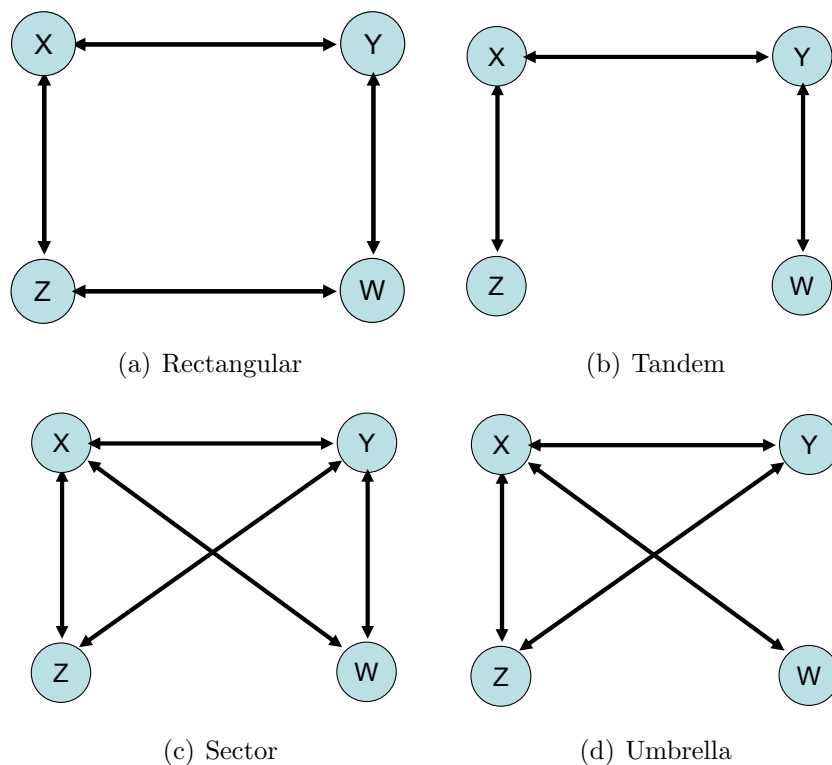 X Y X Y
Z W Z W
(a) Rectangular (b) Tandem
X Y X Y
Z W Z W
(c) Sector (d) Umbrella